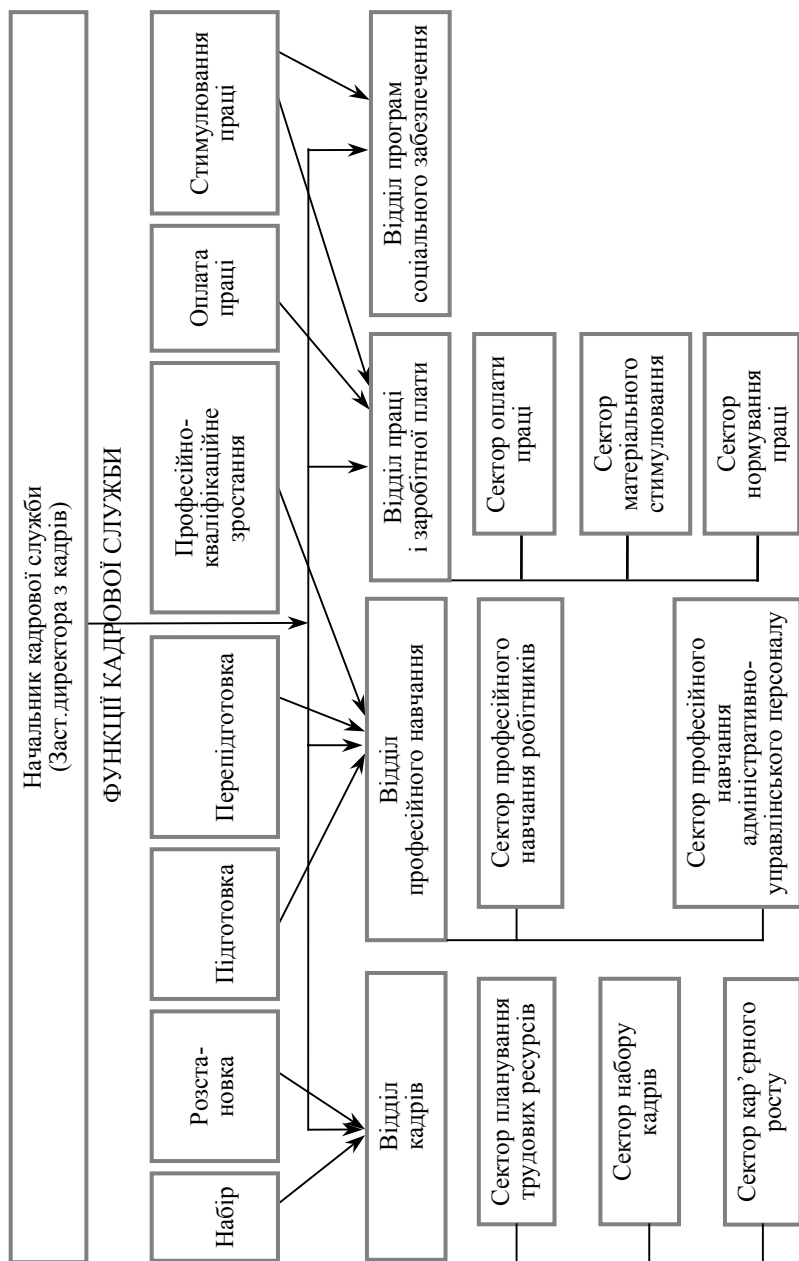 Начальник кадрової служби
(Заст.директора з кадрів)
ФУНКЦІЇ КАДРОВОЇ СЛУЖБИ
Набір
Розста-
новка
Підготовка
Перепідготовка
Професійно-
кваліфікаційне
зростання
Оплата
праці
Стимулювання
праці
Відділ
кадрів
Відділ
професійного навчання
Відділ праці
і заробітної плати
Відділ програм
соціального забезпечення
Сектор планування
трудових ресурсів
Сектор набору
кадрів
Сектор кар’єрного
росту
Сектор професійного
навчання робітників
Сектор професійного
навчання
адміністративно-
управлінського персоналу
Сектор оплати
праці
Сектор
матеріального
стимулювання
Сектор
нормування
праці